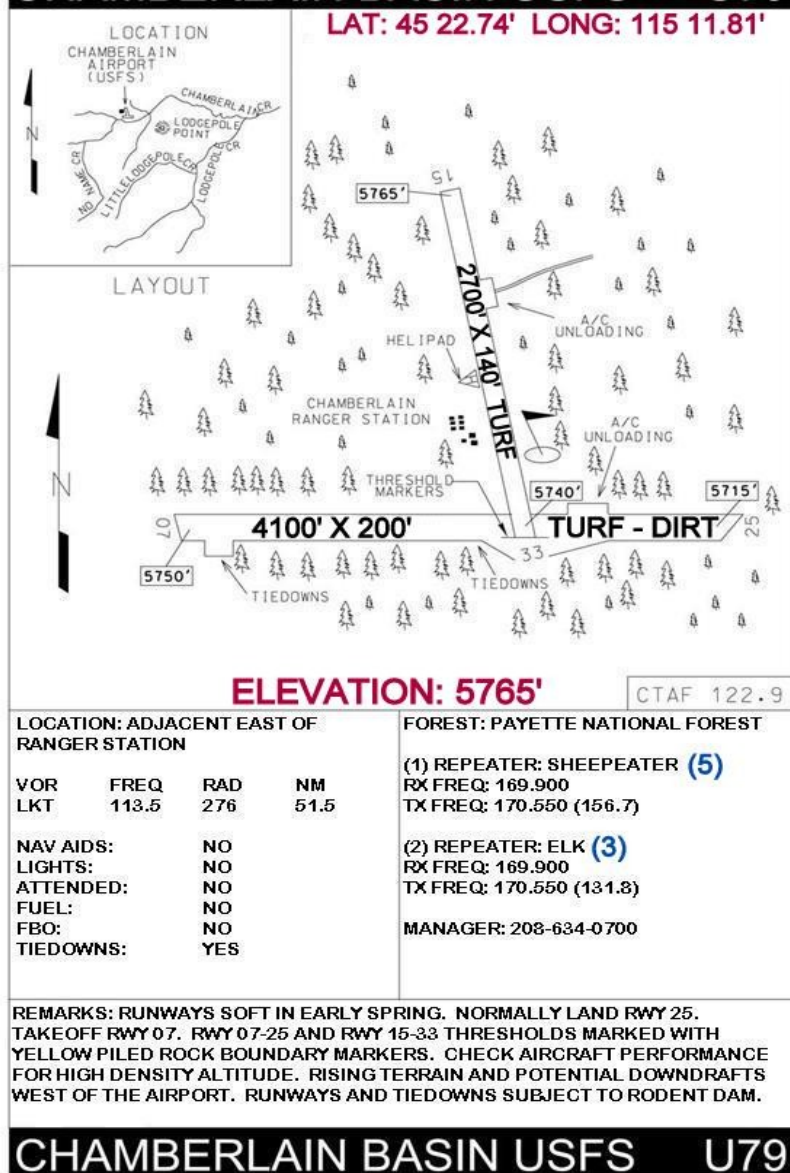 LAT: 45 22.74' LONG: 115 11.81'
LOCATION
CHAMBERLAIN
AIRPORT
(USFS)
CHAMBERLAIN CR
LODGEPOLE
POINT
N
NO NAME CR
LITTLE LODGEPOLE CR
LODGEPOLE CR
15
5765'
LAYOUT
2700' X 140' TURF
A/C
UNLOADING
HELIPAD
CHAMBERLAIN
RANGER STATION
A/C
UNLOADING
N
THRESHOLD
MARKERS
5740'
5715'
07
4100' X 200'
TURF - DIRT
25
33
5750'
TIEDOWNS
TIEDOWNS
ELEVATION: 5765'
CTAF 122.9
LOCATION: ADJACENT EAST OF
RANGER STATION
VOR FREQ RAD NM
LKT 113.5 276 51.5
NAV AIDS: NO
LIGHTS: NO
ATTENDED: NO
FUEL: NO
FBO: NO
TIEDOWNS: YES
FOREST: PAYETTE NATIONAL FOREST
(1) REPEATER: SHEEPEATER (5)
RX FREQ: 169.900
TX FREQ: 170.550 (156.7)
(2) REPEATER: ELK (3)
RX FREQ: 169.900
TX FREQ: 170.550 (131.8)
MANAGER: 208-634-0700
REMARKS: RUNWAYS SOFT IN EARLY SPRING. NORMALLY LAND RWY 25.
TAKEOFF RWY 07. RWY 07-25 AND RWY 15-33 THRESHOLDS MARKED WITH
YELLOW PILED ROCK BOUNDARY MARKERS. CHECK AIRCRAFT PERFORMANCE
FOR HIGH DENSITY ALTITUDE. RISING TERRAIN AND POTENTIAL DOWNDRAFTS
WEST OF THE AIRPORT. RUNWAYS AND TIEDOWNS SUBJECT TO RODENT DAM.
CHAMBERLAIN BASIN USFS U79